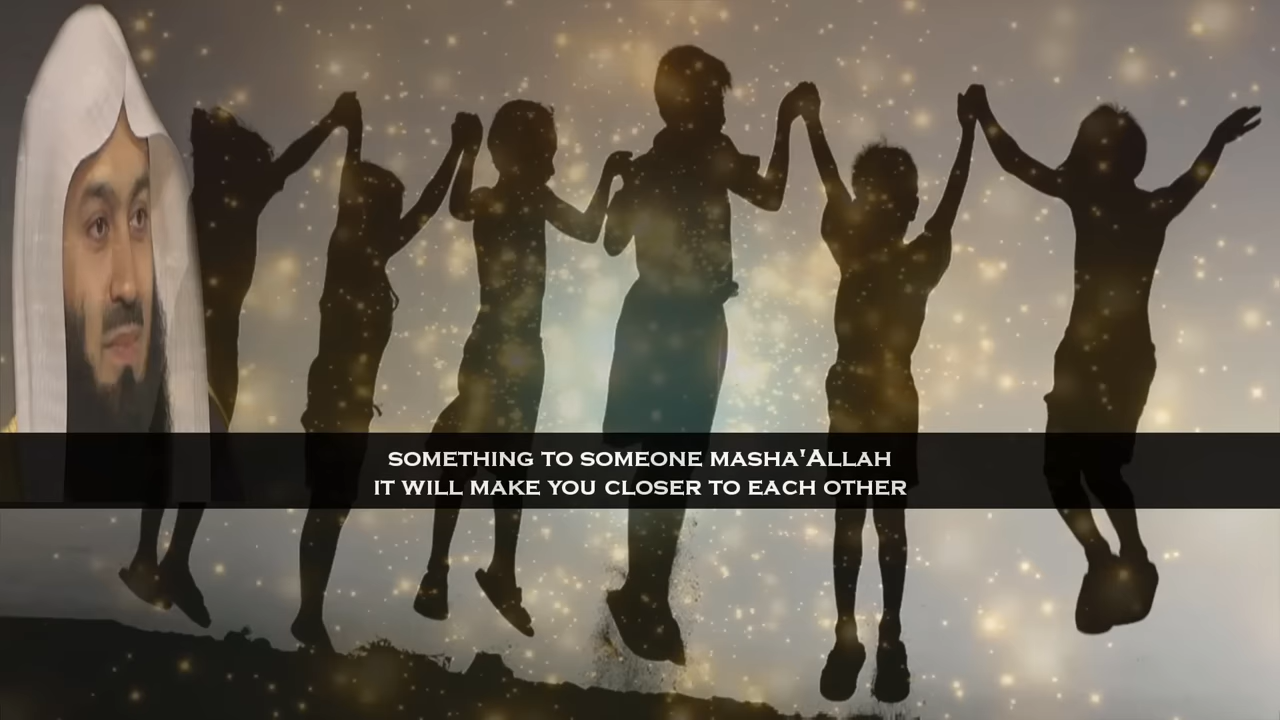 SOMETHING TO SOMEONE MASHA'ALLAH
IT WILL MAKE YOU CLOSER TO EACH OTHER